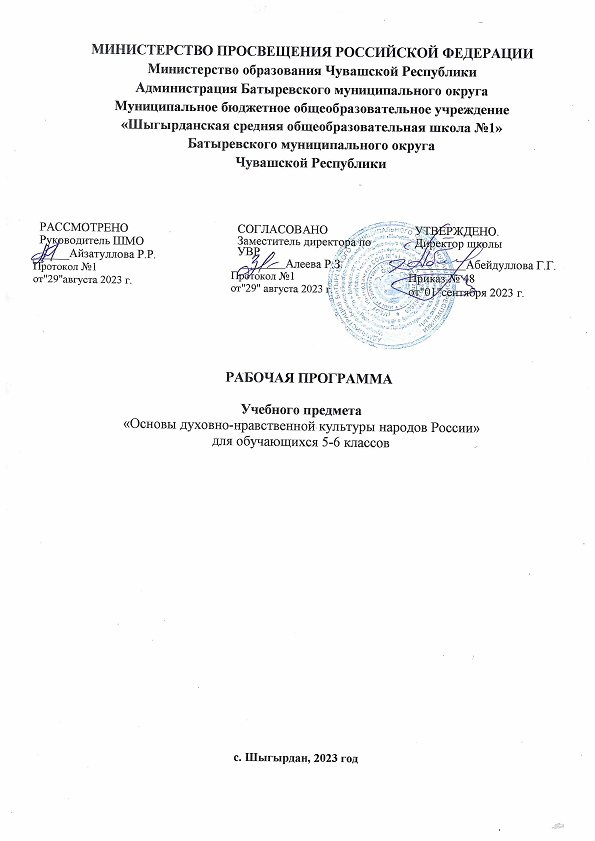 МИНИСТЕРСТВО ПРОСВЕЩЕНИЯ РОССИЙСКОЙ ФЕДЕРАЦИИ
Министерство образования Чувашской Республики
Администрация Батыревского муниципального округа
Муниципальное бюджетное общеобразовательное учреждение
«Шыгырданская средняя общеобразовательная школа №1»
Батыревского муниципального округа
Чувашской Республики
РАССМОТРЕНО
Руководитель ШМО
Айзатуллова Р.Р.
Протокол №1
от"29"августа 2023 г.
СОГЛАСОВАНО
Заместитель директора по
УВР
Алеева Р.З.
Протокол №1
от"29" августа 2023 г.
УТВЕРЖДЕНО.
Директор школы
Абейдуллова Г.Г.
Приказ № 48
от"01"сентября 2023 г.
РАБОЧАЯ ПРОГРАММА
Учебного предмета
«Основы духовно-нравственной культуры народов России»
для обучающихся 5-6 классов
с. Шыгырдан, 2023 год